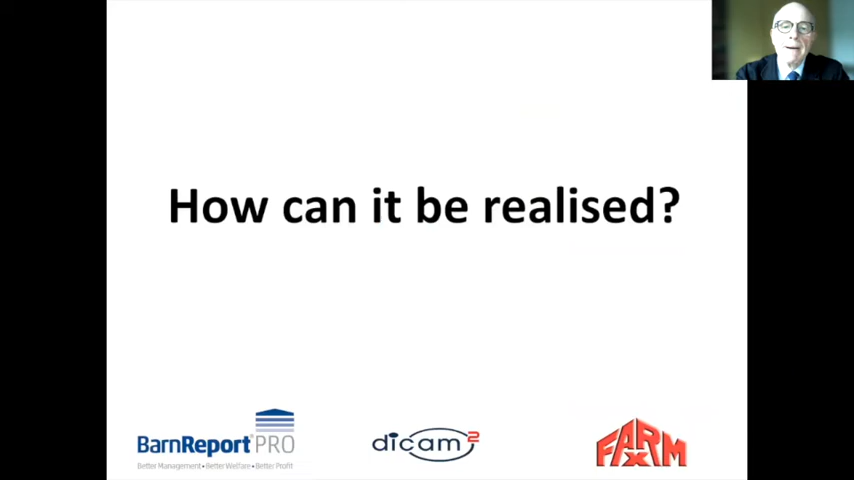 How can it be realised?
BarnReport PRO
Better Management • Better Welfare • Better Profit
dicam2
FARM
X